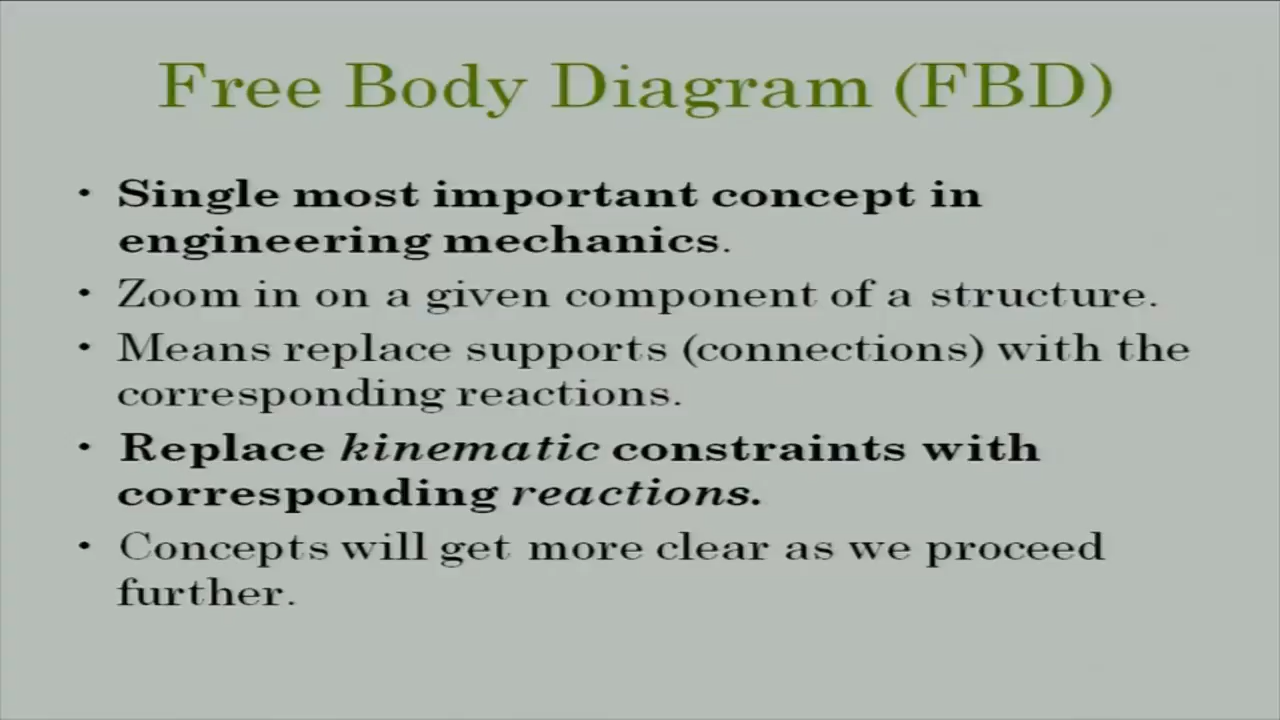 Free Body Diagram (FBD)
• Single most important concept in
engineering mechanics.
• Zoom in on a given component of a structure.
• Means replace supports (connections) with the
corresponding reactions.
• Replace kinematic constraints with
corresponding reactions.
• Concepts will get more clear as we proceed
further.